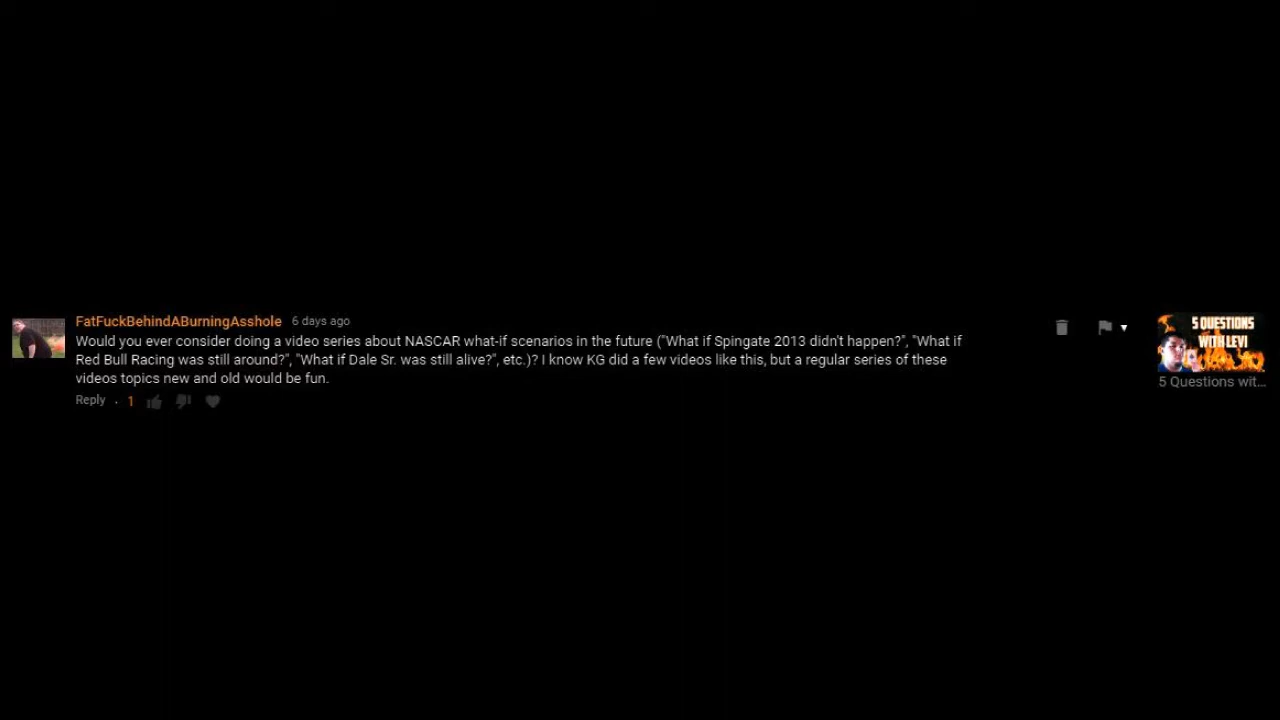 FatFuckBehindABurningAsshole 6 days ago
Would you ever consider doing a video series about NASCAR what-if scenarios in the future ("What if Spingate 2013 didn't happen?", "What if
Red Bull Racing was still around?", "What if Dale Sr. was still alive?", etc.)? I know KG did a few videos like this, but a regular series of these
videos topics new and old would be fun.
Reply . 1
5 QUESTIONS
WITH LEVI
5 Questions wit...